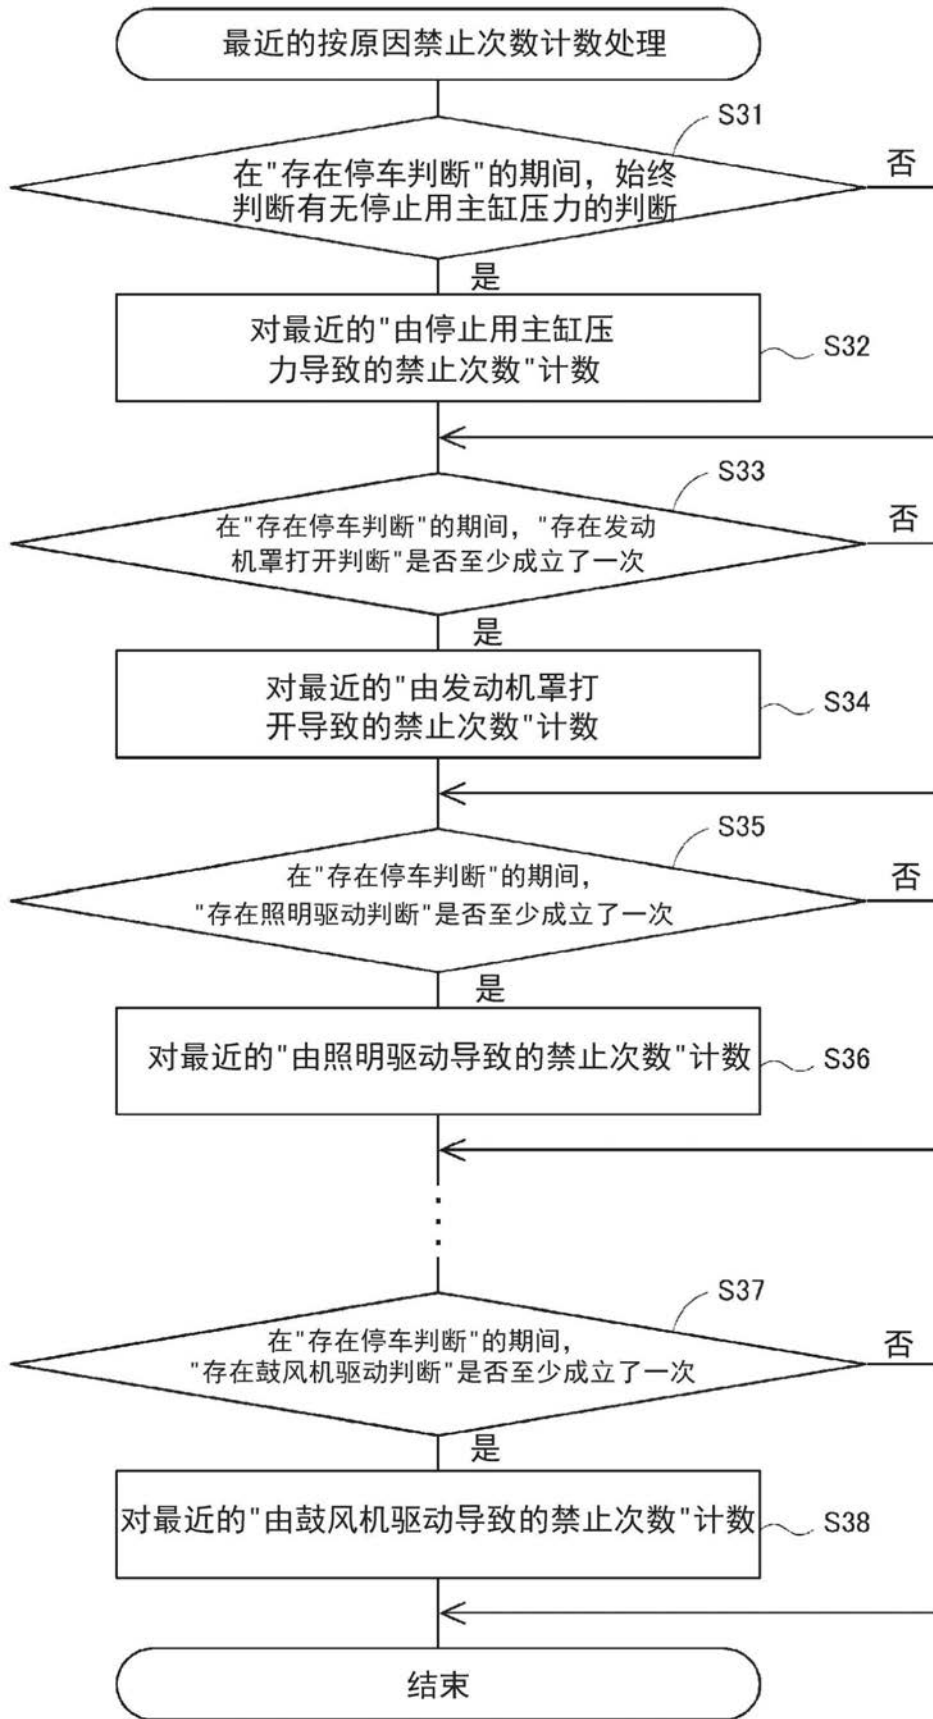 最近的按原因禁止次数计数处理
S31
在"存在停车判断"的期间，始终
判断有无停止用主缸压力的判断
否
是
对最近的"由停止用主缸压
力导致的禁止次数"计数
S32
S33
在"存在停车判断"的期间，"存在发动
机罩打开判断"是否至少成立了一次
否
是
对最近的"由发动机罩打
开导致的禁止次数"计数
S34
S35
在"存在停车判断"的期间，
"存在照明驱动判断"是否至少成立了一次
否
是
对最近的"由照明驱动导致的禁止次数"计数
S36
S37
在"存在停车判断"的期间，
"存在鼓风机驱动判断"是否至少成立了一次
否
是
对最近的"由鼓风机驱动导致的禁止次数"计数
S38
结束